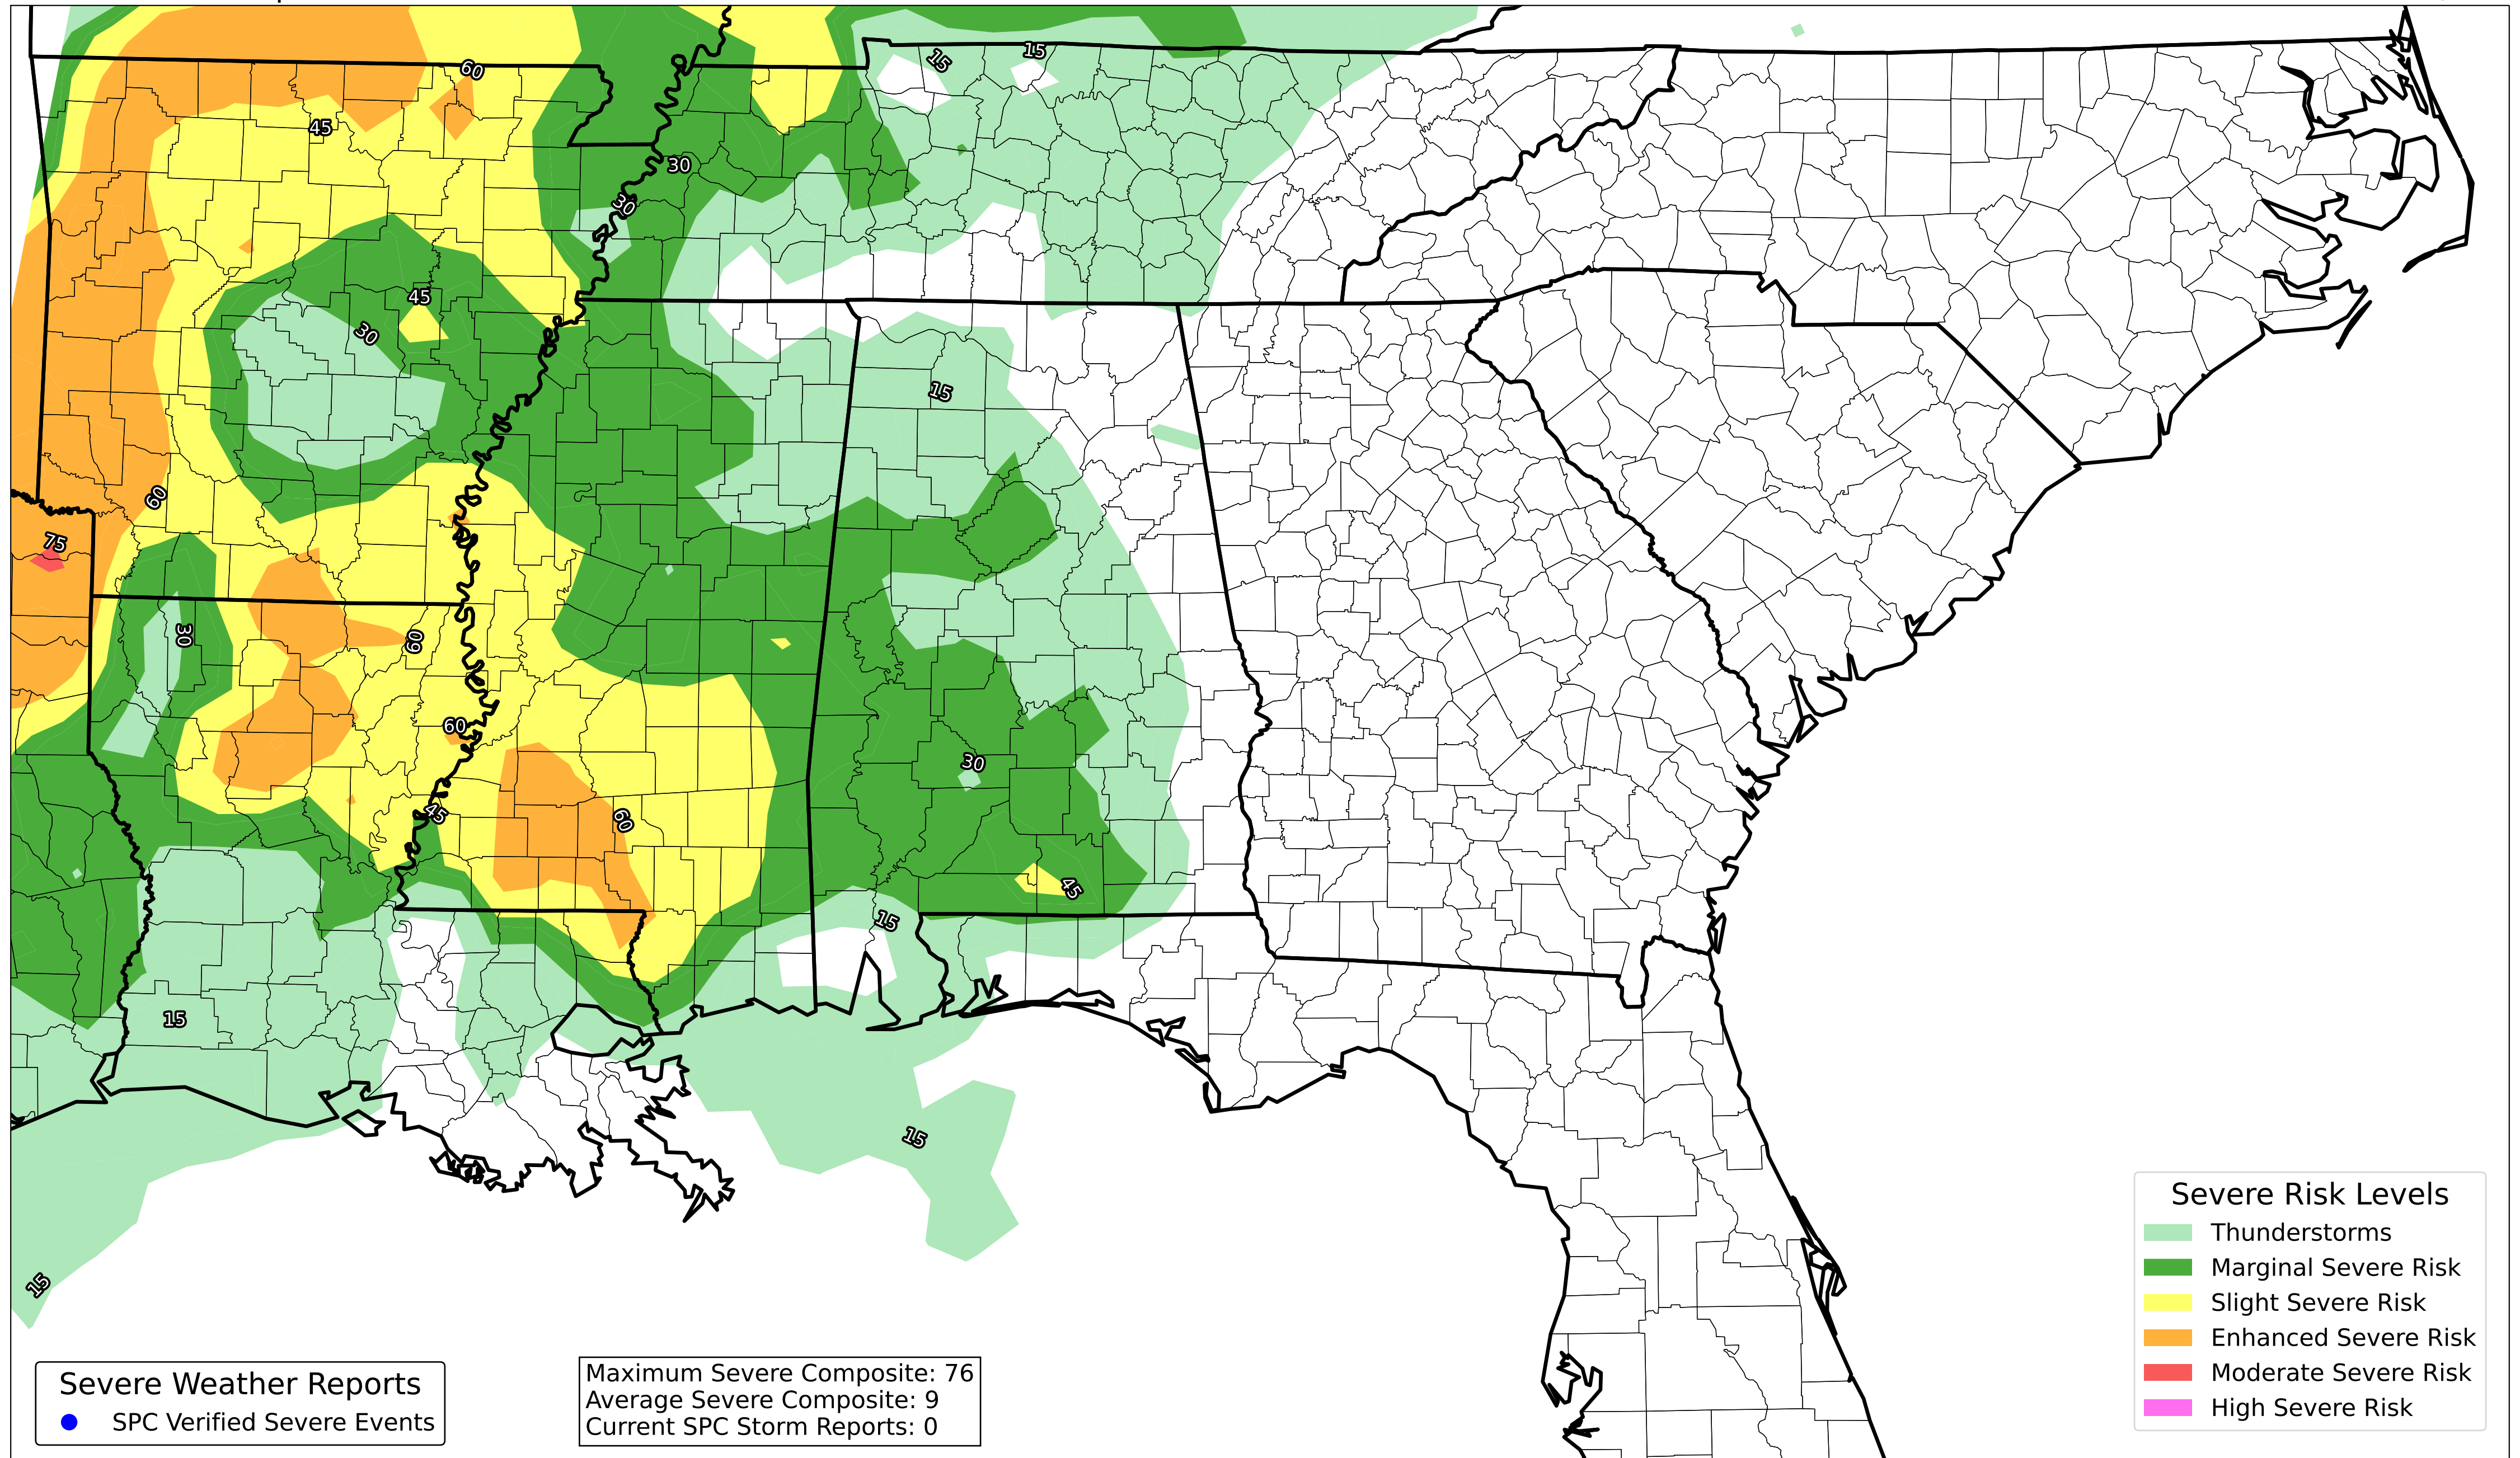 15
15
60
45
30
30
45
30
15
60
75
30
60
60
30
45
60
45
15
15
15
15
Severe Risk Levels
Thunderstorms
Marginal Severe Risk
Slight Severe Risk
Enhanced Severe Risk
Moderate Severe Risk
High Severe Risk
Severe Weather Reports
SPC Verified Severe Events
Maximum Severe Composite: 76
Average Severe Composite: 9
Current SPC Storm Reports: 0